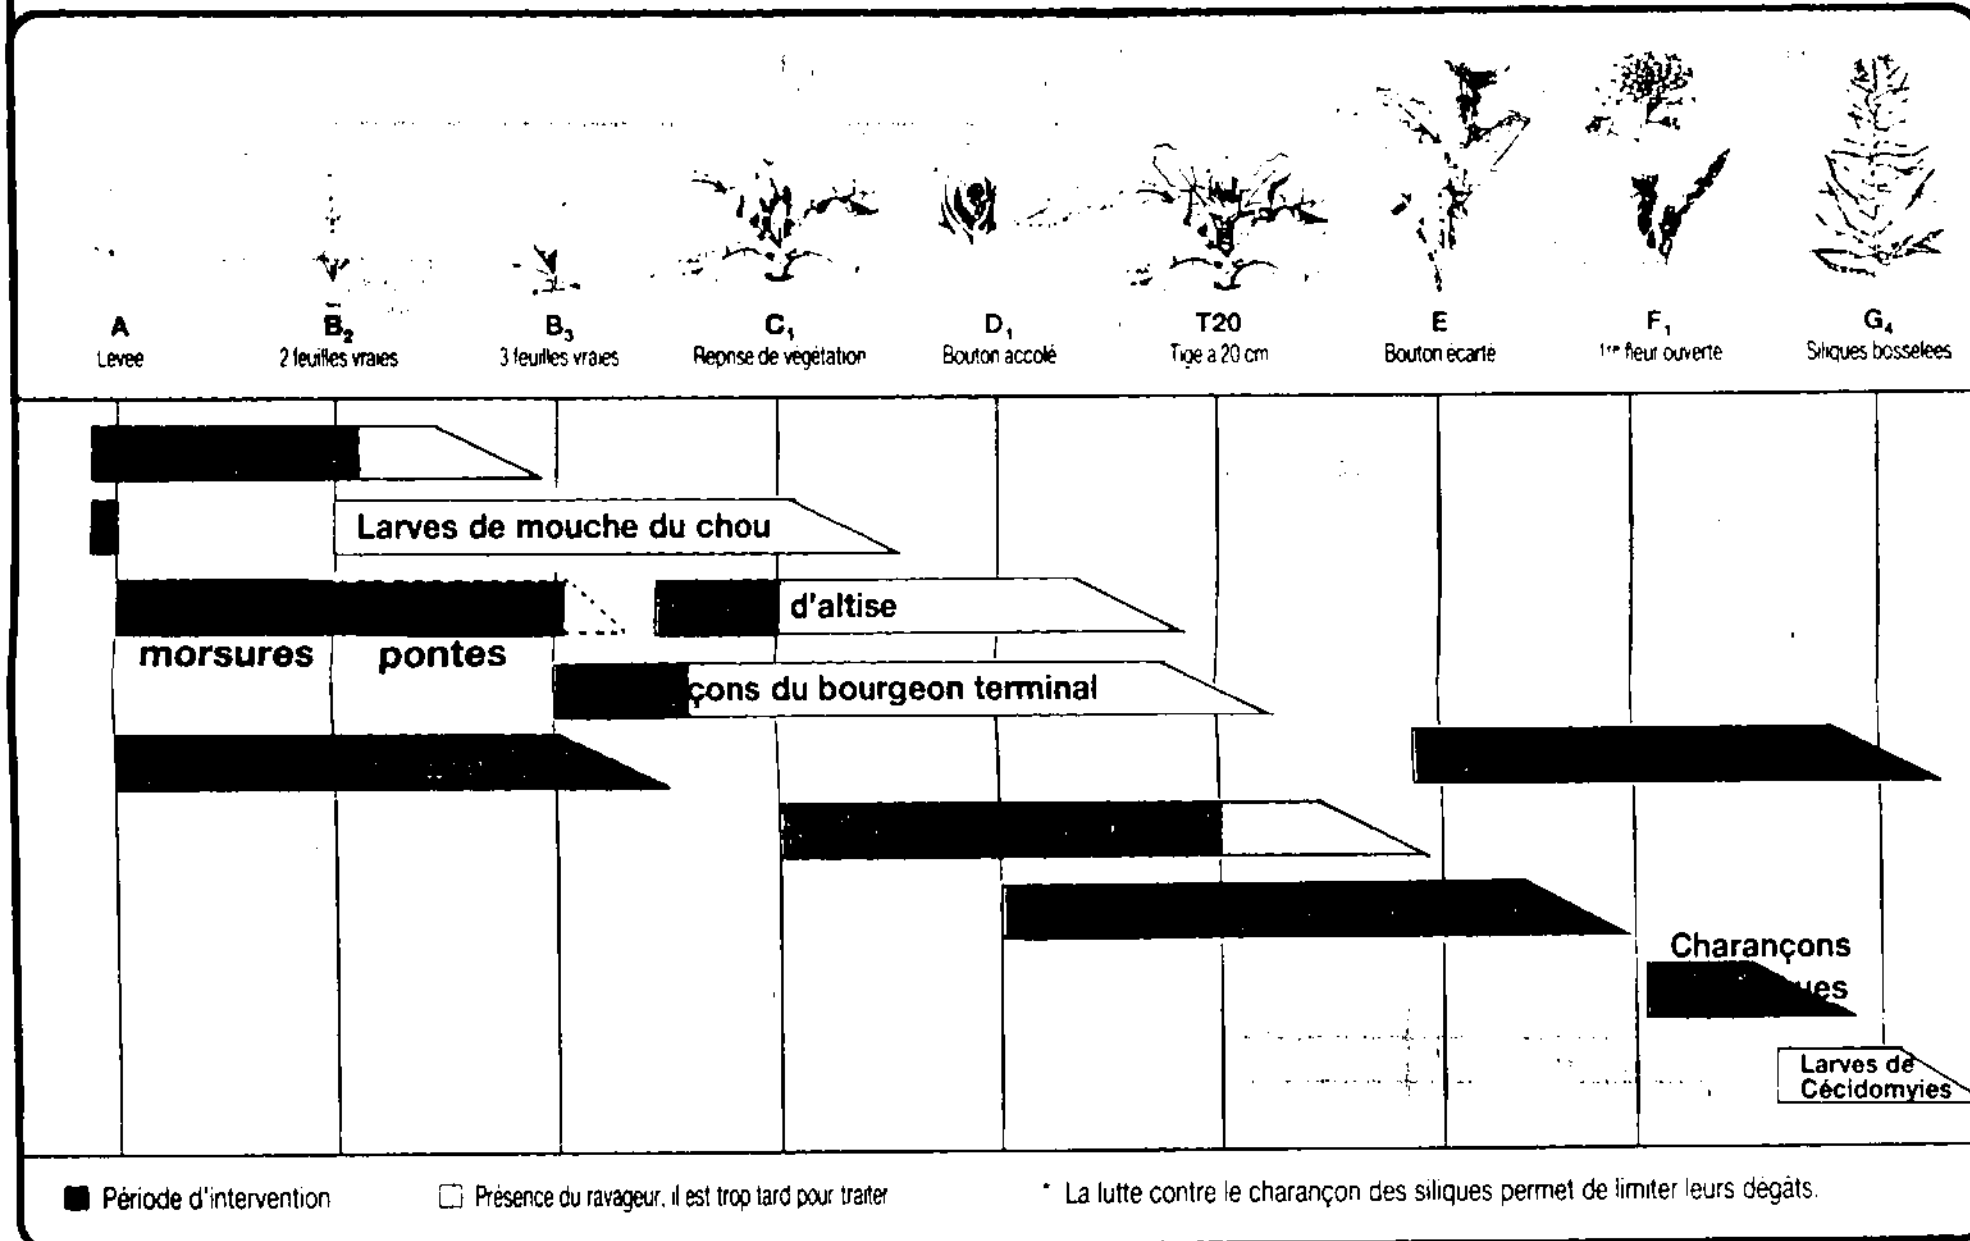 A
B₂
B₃
C₁
D₁
T20
E
F₁
G₄
Levée
2 feuilles vraies
3 feuilles vraies
Reprise de végétation
Bouton accolé
Tige a 20 cm
Bouton écarté
1re fleur ouverte
Siliques bosselees
Larves de mouche du chou
d'altise
morsures pontes
çons du bourgeon terminal
Charançons
ues
Larves de
Cécidomyies
Période d'intervention
Présence du ravageur, il est trop tard pour traiter
* La lutte contre le charançon des siliques permet de limiter leurs dégâts.